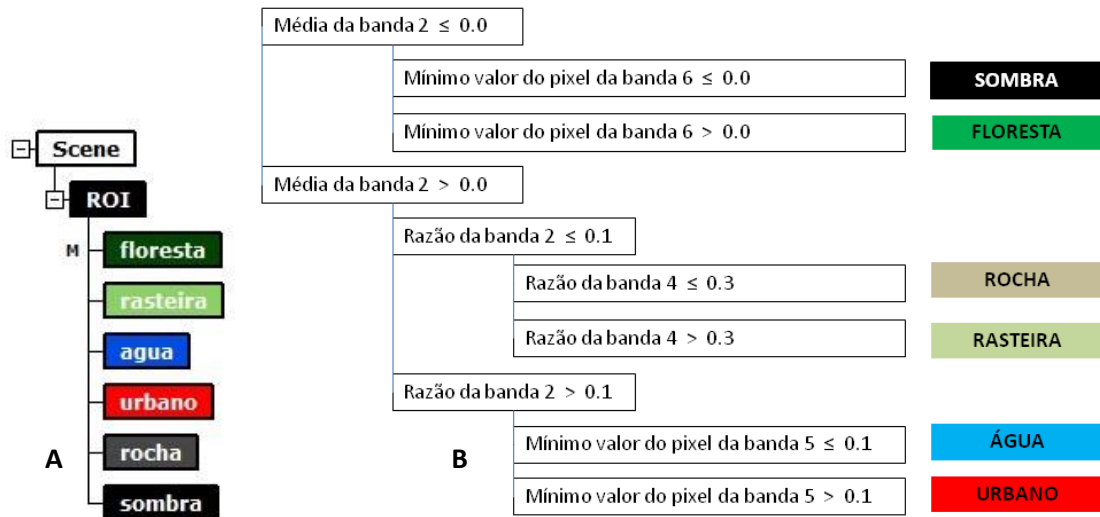 Scene
ROI
M
floresta
rasteira
agua
urbano
rocha
sombra
A
Média da banda 2 ≤ 0.0
Mínimo valor do pixel da banda 6 ≤ 0.0
SOMBRA
Mínimo valor do pixel da banda 6 > 0.0
FLORESTA
Média da banda 2 > 0.0
Razão da banda 2 ≤ 0.1
Razão da banda 4 ≤ 0.3
ROCHA
Razão da banda 4 > 0.3
RASTEIRA
Razão da banda 2 > 0.1
Mínimo valor do pixel da banda 5 ≤ 0.1
ÁGUA
Mínimo valor do pixel da banda 5 > 0.1
URBANO
B